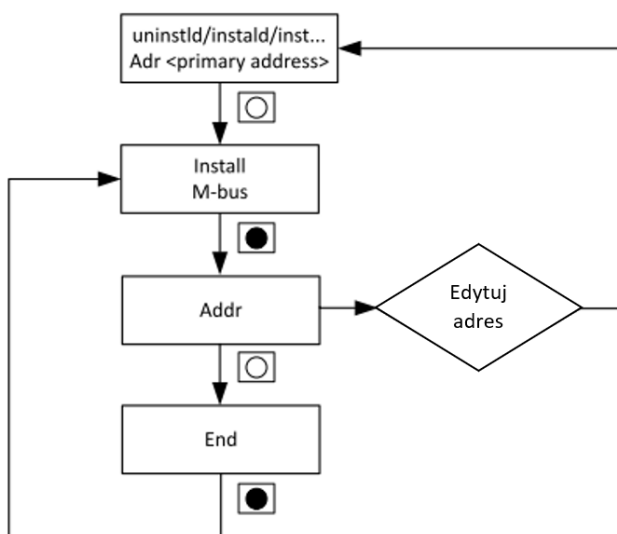 uninstld/instald/inst...
Adr <primary address>
Install
M-bus
Addr
Edytuj
adres
End